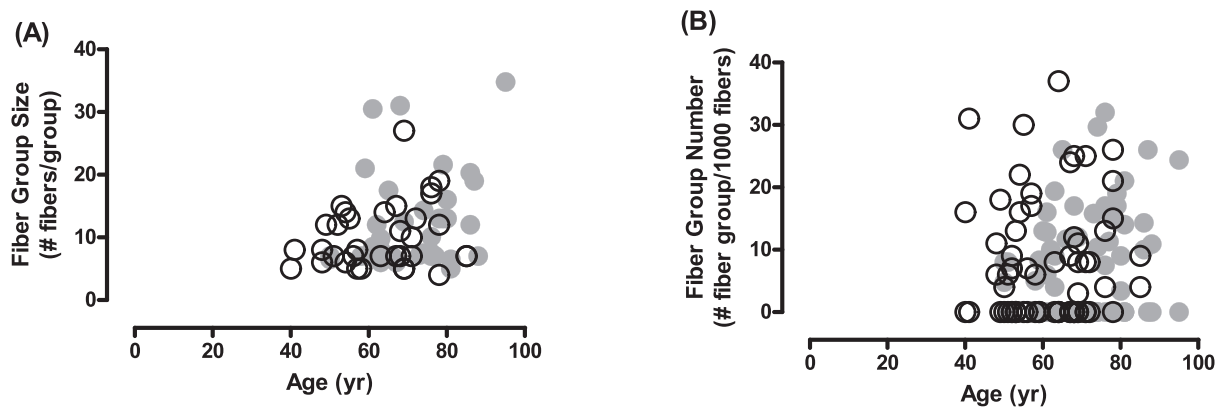 (A)
Fiber Group Size
(# fibers/group)
40
30
20
10
0
0 20 40 60 80 100
Age (yr)
(B)
Fiber Group Number
(# fiber group/1000 fibers)
40
30
20
10
0
0 20 40 60 80 100
Age (yr)